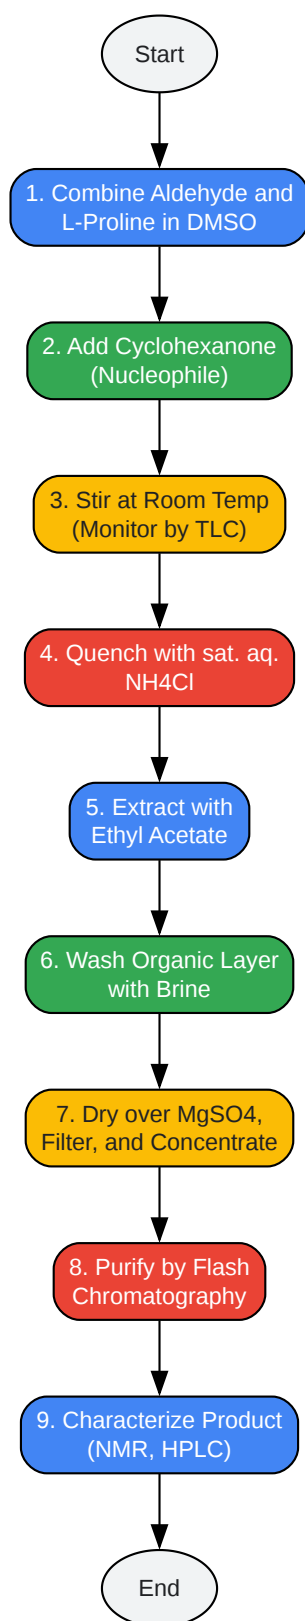 Start
1. Combine Aldehyde and
L-Proline in DMSO
2. Add Cyclohexanone
(Nucleophile)
3. Stir at Room Temp
(Monitor by TLC)
4. Quench with sat. aq.
NH4Cl
5. Extract with
Ethyl Acetate
6. Wash Organic Layer
with Brine
7. Dry over MgSO4,
Filter, and Concentrate
8. Purify by Flash
Chromatography
9. Characterize Product
(NMR, HPLC)
End